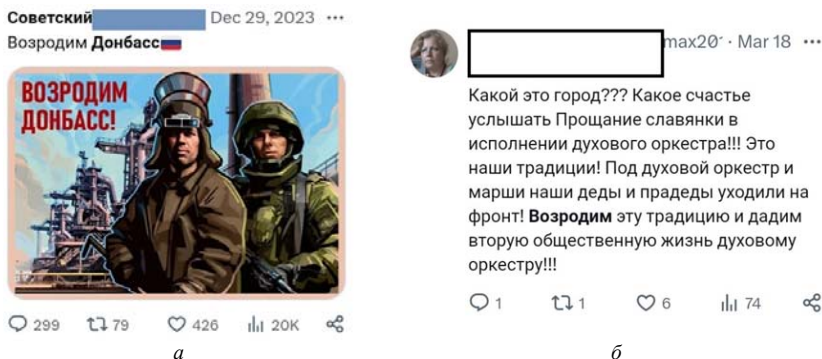 Советский
Dec 29, 2023 ···
Возродим Донбасс🇷🇺
ВОЗРОДИМ
ДОНБАСС!
299 79 426 20K
а
max20 · Mar 18 ···
Какой это город??? Какое счастье
услышать Прощание славянки в
исполнении духового оркестра!!! Это
наши традиции! Под духовой оркестр и
марши наши деды и прадеды уходили на
фронт! Возродим эту традицию и дадим
вторую общественную жизнь духовому
оркестру!!!
1 1 6 74
б